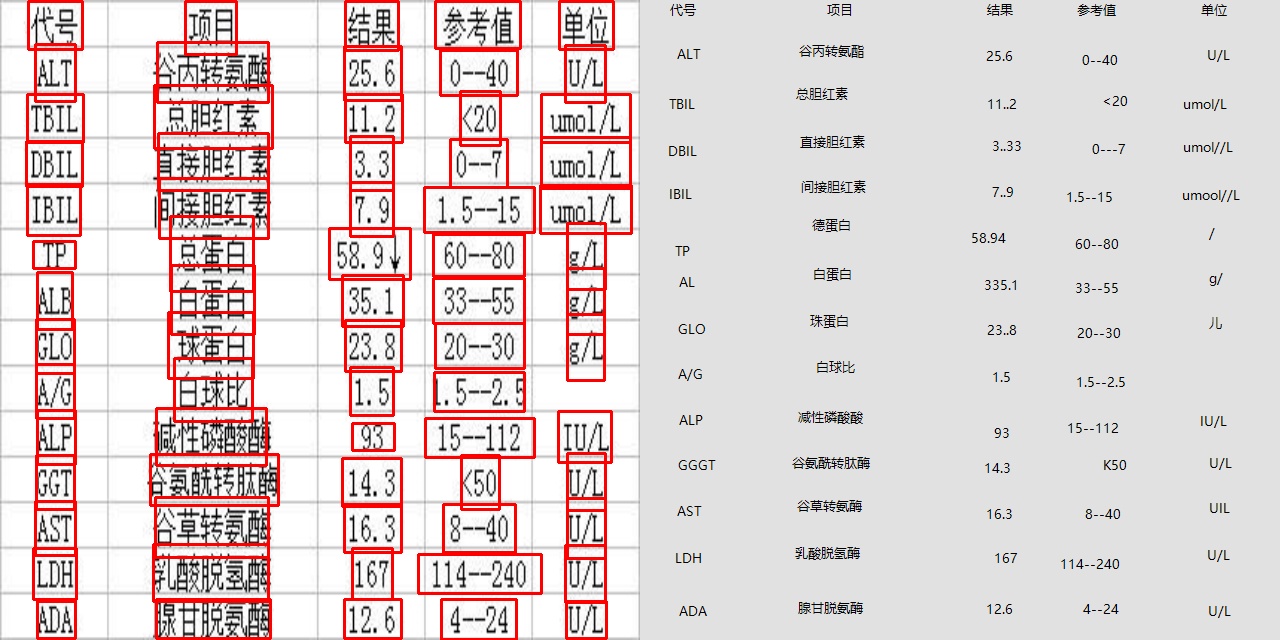 代号 项目 结果 参考值 单位
ALT 谷丙转氨酶 25.6 0--40 U/L
TBIL 总胆红素 11.2 <20 umol/L
DBIL 直接胆红素 3.3 0--7 umol/L
IBIL 间接胆红素 7.9 1.5--15 umol/L
TP 总蛋白 58.9↓ 60--80 g/L
ALB 白蛋白 35.1 33--55 g/L
GLO 球蛋白 23.8 20--30 g/L
A/G 白球比 1.5 1.5--2.5
ALP 碱性磷酸酶 93 15--112 IU/L
GGT 谷氨酰转肽酶 14.3 <50 U/L
AST 谷草转氨酶 16.3 8--40 U/L
LDH 乳酸脱氢酶 167 114--240 U/L
ADA 腺甘脱氨酶 12.6 4--24 U/L
代号 项目 结果 参考值 单位
ALT 谷丙转氨酯 25.6 0--40 U/L
TBIL 总胆红素 11..2 <20 umol/L
DBIL 直接胆红素 3..33 0---7 umol//L
IBIL 间接胆红素 7..9 1.5--15 umool//L
TP 德蛋白 58.94 60--80 /
AL 白蛋白 335.1 33--55 g/
GLO 珠蛋白 23..8 20--30 儿
A/G 白球比 1.5 1.5--2.5
ALP 减性磷酸酸 93 15--112 IU/L
GGGT 谷氨酰转肽酶 14.3 K50 U/L
AST 谷草转氨酶 16.3 8--40 UIL
LDH 乳酸脱氢酶 167 114--240 U/L
ADA 腺甘脱氨酶 12.6 4--24 U/L